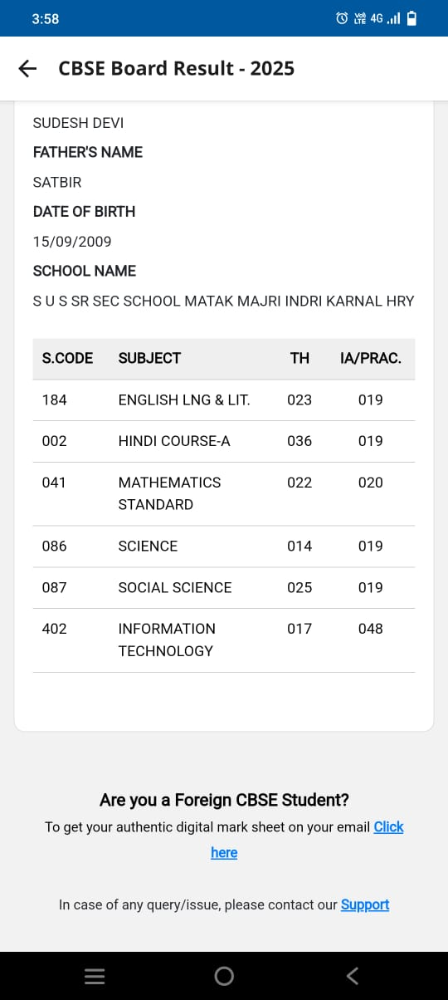 3:58
Vo) LTE 4G
CBSE Board Result - 2025
SUDESH DEVI
FATHER'S NAME
SATBIR
DATE OF BIRTH
15/09/2009
SCHOOL NAME
S U S SR SEC SCHOOL MATAK MAJRI INDRI KARNAL HRY
S.CODE SUBJECT TH IA/PRAC.
184 ENGLISH LNG & LIT. 023 019
002 HINDI COURSE-A 036 019
041 MATHEMATICS 022 020
STANDARD
086 SCIENCE 014 019
087 SOCIAL SCIENCE 025 019
402 INFORMATION 017 048
TECHNOLOGY
Are you a Foreign CBSE Student?
To get your authentic digital mark sheet on your email Click
here
In case of any query/issue, please contact our Support